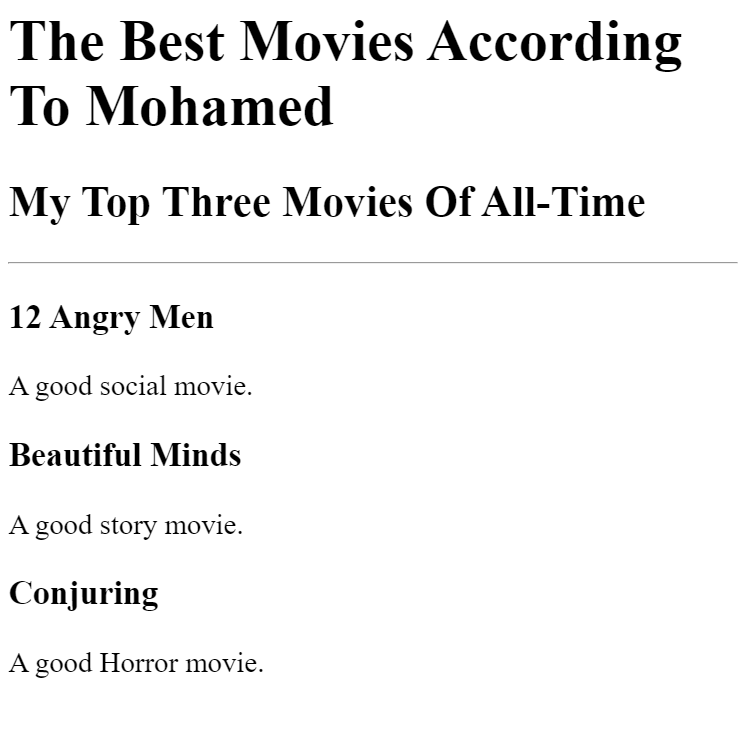 The Best Movies According
To Mohamed
My Top Three Movies Of All-Time
12 Angry Men
A good social movie.
Beautiful Minds
A good story movie.
Conjuring
A good Horror movie.